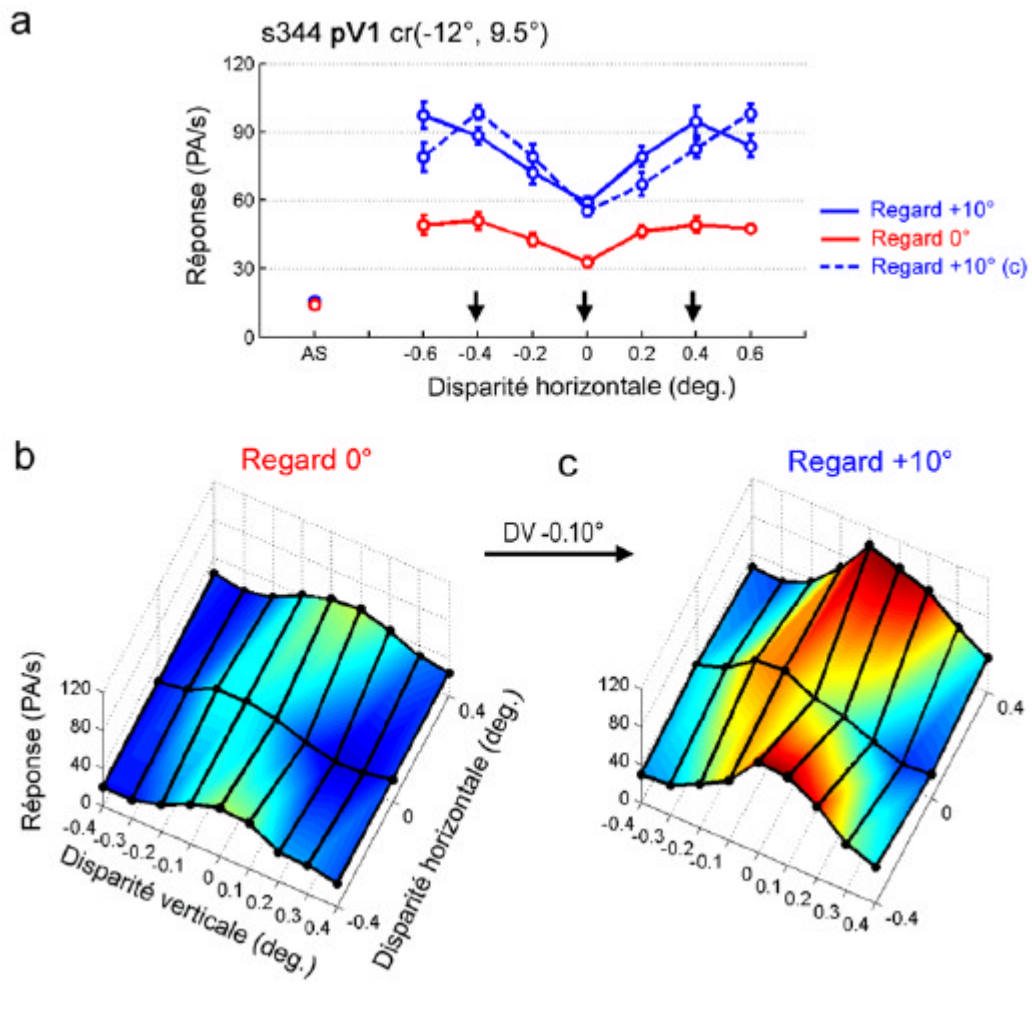 a
s344 pV1 cr(-12°, 9.5°)
120
90
60
30
0
Réponse (PA/s)
AS
-0.6
-0.4
-0.2
0
0.2
0.4
0.6
Disparité horizontale (deg.)
Regard +10°
Regard 0°
Regard +10° (c)
b
Regard 0°
c
Regard +10°
DV -0.10°
Réponse (PA/s)
120
80
40
0
-0.4
-0.3
-0.2
-0.1
0
0.1
0.2
0.3
0.4
Disparité verticale (deg.)
-0.4
0
0.4
Disparité horizontale (deg.)
120
80
40
0
-0.4
-0.3
-0.2
-0.1
0
0.1
0.2
0.3
0.4
-0.4
0
0.4